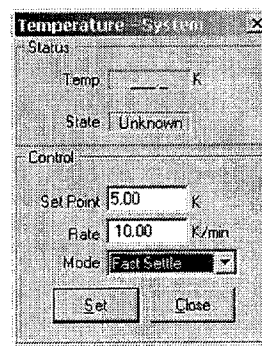 Temperature - System
Status
Temp ___._ K
State Unknown
Control
Set Point 5.00 K
Rate 10.00 K/min
Mode Fast Settle
Set Close